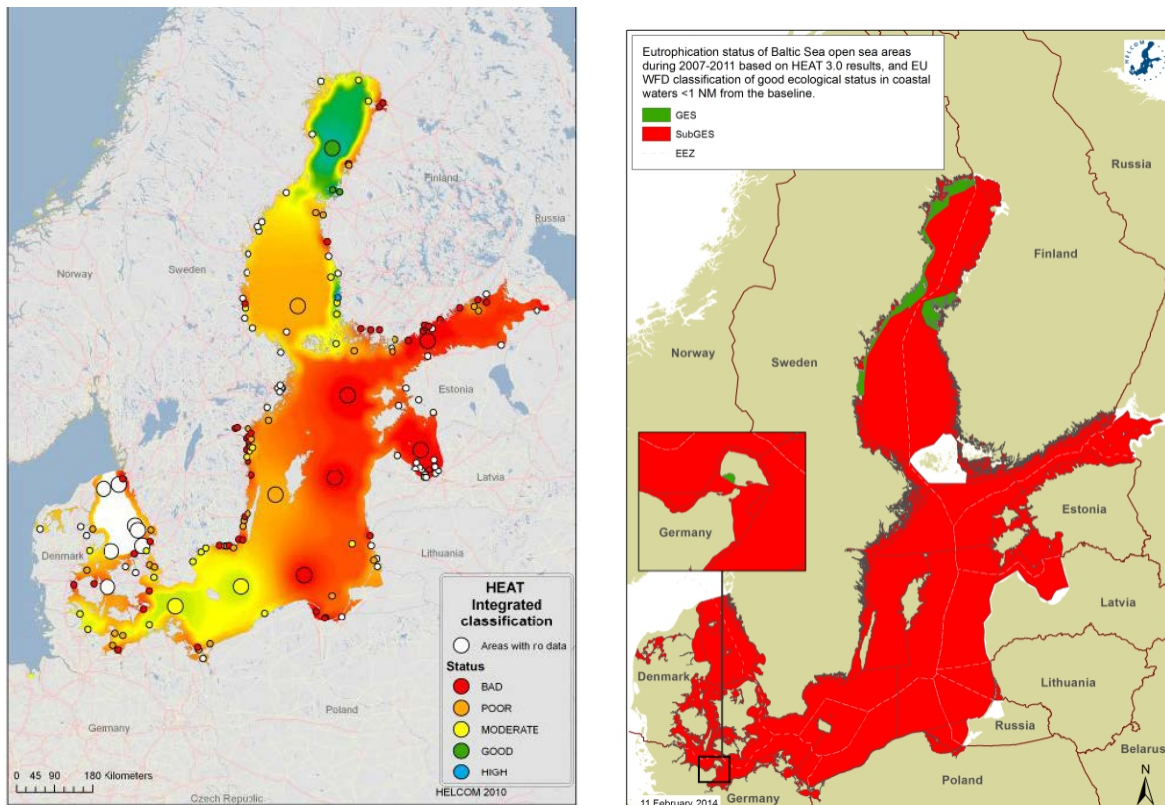 Norway
Sweden
Finland
Russia
Estonia
Latvia
Lithuania
Denmark
Germany
Poland
Czech Republic
0 45 90 180 Kilometers
HEAT
Integrated
classification
Areas with no data
Status
BAD
POOR
MODERATE
GOOD
HIGH
HELCOM 2010
Eutrophication status of Baltic Sea open sea areas
during 2007-2011 based on HEAT 3.0 results, and EU
WFD classification of good ecological status in coastal
waters <1 NM from the baseline.
GES
SubGES
EEZ
HELCOM
Russia
Finland
Norway
Sweden
Estonia
Germany
Latvia
Denmark
Lithuania
Russia
Belarus
Poland
Germany
N
11 February 2014